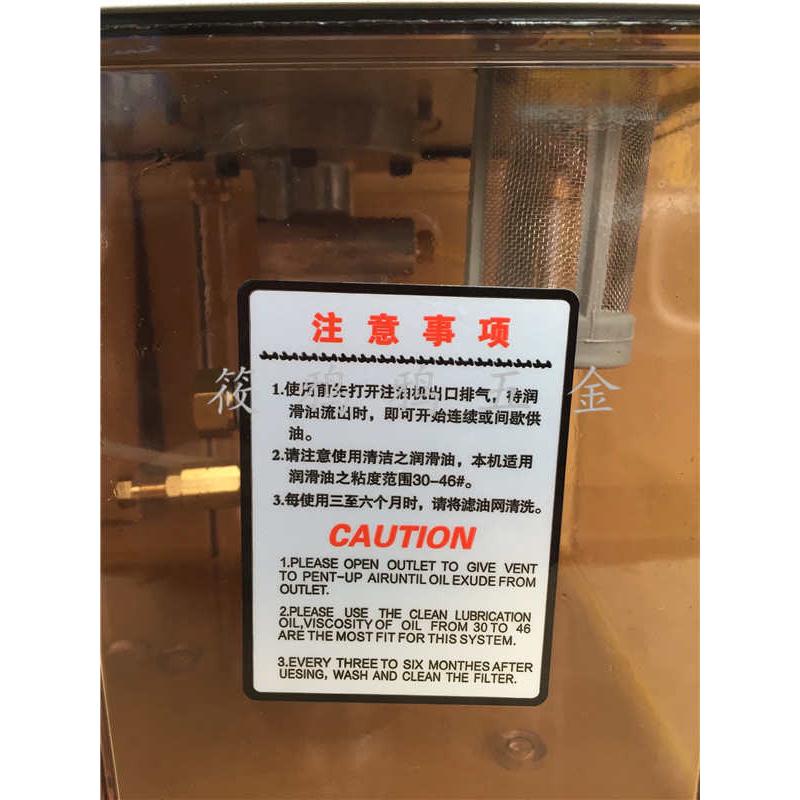 注意事项
1.使用前先打开注油机出口排气，待润
滑油流出时，即可开始连续或间歇供
油。
2.请注意使用清洁之润滑油，本机适用
润滑油之粘度范围30-46#。
3.每使用三至六个月时，请将滤油网清洗。
CAUTION
1.PLEASE OPEN OUTLET TO GIVE VENT
TO PENT-UP AIRUNTIL OIL EXUDE FROM
OUTLET.
2.PLEASE USE THE CLEAN LUBRICATION
OIL,VISCOSITY OF OIL FROM 30 TO 46
ARE THE MOST FIT FOR THIS SYSTEM.
3.EVERY THREE TO SIX MONTHES AFTER
UESING, WASH AND CLEAN THE FILTER.